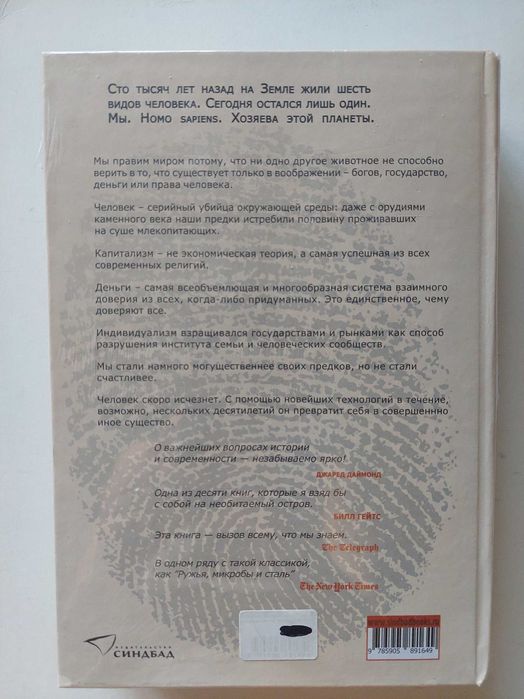 Сто тысяч лет назад на Земле жили шесть
видов человека. Сегодня остался лишь один.
Мы. Homo sapiens. Хозяева этой планеты.
Мы правим миром потому, что ни одно другое животное не способно
верить в то, что существует только в воображении – богов, государство,
деньги или права человека.
Человек – серийный убийца окружающей среды: даже с орудиями
каменного века наши предки истребили половину проживавших
на суше млекопитающих.
Капитализм – не экономическая теория, а самая успешная из всех
современных религий.
Деньги – самая всеобъемлющая и многообразная система взаимного
доверия из всех, когда-либо придуманных. Это единственное, чему
доверяют все.
Индивидуализм взращивался государствами и рынками как способ
разрушения института семьи и человеческих сообществ.
Мы стали намного могущественнее своих предков, но не стали
счастливее.
Человек скоро исчезнет. С помощью новейших технологий в течение,
возможно, нескольких десятилетий он превратит себя в совершеннно
иное существо.
О важнейших вопросах истории
и современности — незабываемо ярко!
ДЖАРЕД ДАЙМОНД
Одна из десяти книг, которые я взяд бы
с собой на необитаемый остров.
БИЛЛ ГЕЙТС
Эта книга — вызов всему, что мы знаем.
The Telegraph
В одном ряду с такой классикой,
как "Ружья, микробы и сталь"
The New York Times
ИЗДАТЕЛЬСТВО
СИНДБАД
www.sindbadbooks.ru
9 785905 891649